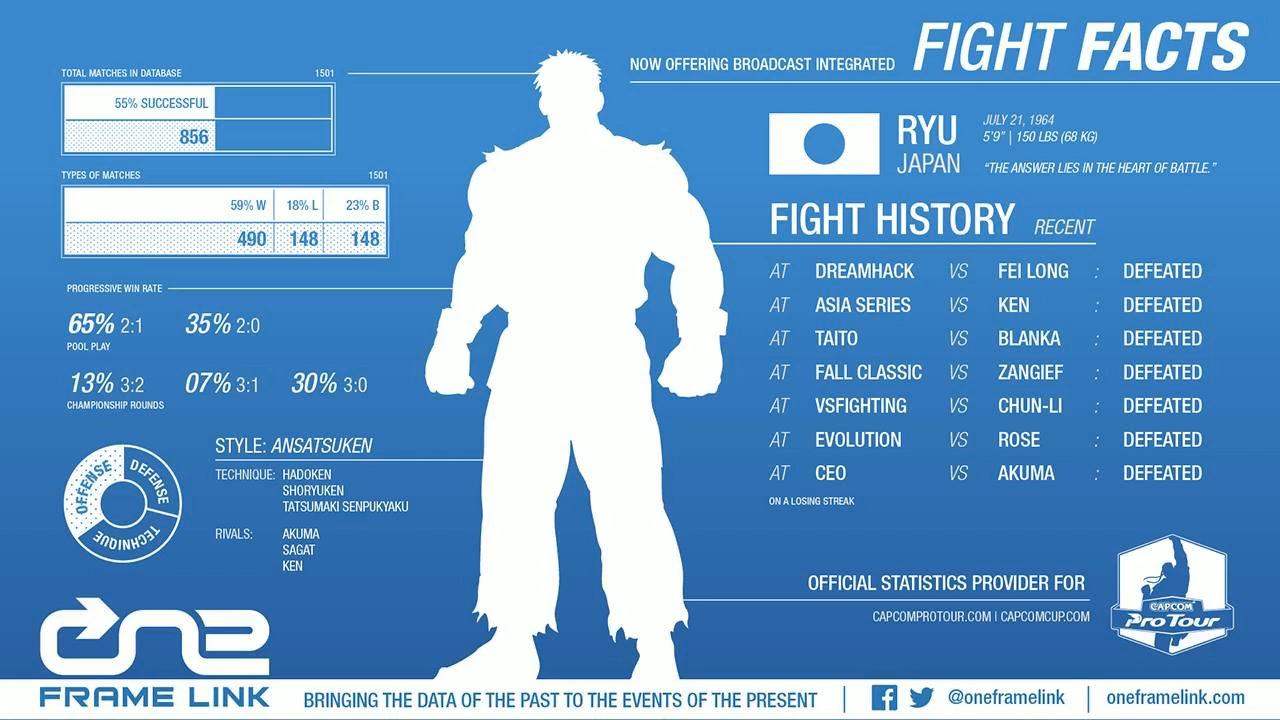 NOW OFFERING BROADCAST INTEGRATED FIGHT FACTS
TOTAL MATCHES IN DATABASE 1501
55% SUCCESSFUL
856
TYPES OF MATCHES 1501
59% W 18% L 23% B
490 148 148
PROGRESSIVE WIN RATE
65% 2:1 35% 2:0
POOL PLAY
13% 3:2 07% 3:1 30% 3:0
CHAMPIONSHIP ROUNDS
OFFENSE
DEFENSE
TECHNIQUE
STYLE: ANSATSUKEN
TECHNIQUE: HADOKEN
SHORYUKEN
TATSUMAKI SENPUKYAKU
RIVALS: AKUMA
SAGAT
KEN
RYU
JAPAN
JULY 21, 1964
5'9" | 150 LBS (68 KG)
"THE ANSWER LIES IN THE HEART OF BATTLE."
FIGHT HISTORY RECENT
AT DREAMHACK VS FEI LONG : DEFEATED
AT ASIA SERIES VS KEN : DEFEATED
AT TAITO VS BLANKA : DEFEATED
AT FALL CLASSIC VS ZANGIEF : DEFEATED
AT VSFIGHTING VS CHUN-LI : DEFEATED
AT EVOLUTION VS ROSE : DEFEATED
AT CEO VS AKUMA : DEFEATED
ON A LOSING STREAK
OFFICIAL STATISTICS PROVIDER FOR
CAPCOMPROTOUR.COM | CAPCOMCUP.COM
CAPCOM
Pro Tour
ONE
FRAME LINK
BRINGING THE DATA OF THE PAST TO THE EVENTS OF THE PRESENT | @oneframelink | oneframelink.com